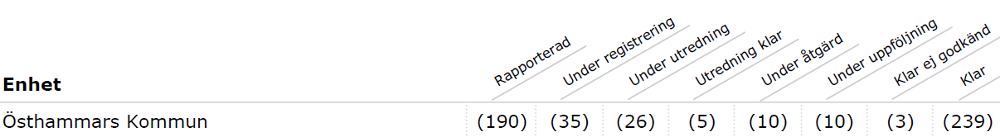 Enhet Rapporterad Under registrering Under utredning Utredning klar Under åtgärd Under uppföljning Klar ej godkänd Klar
Östhammars Kommun (190) (35) (26) (5) (10) (10) (3) (239)